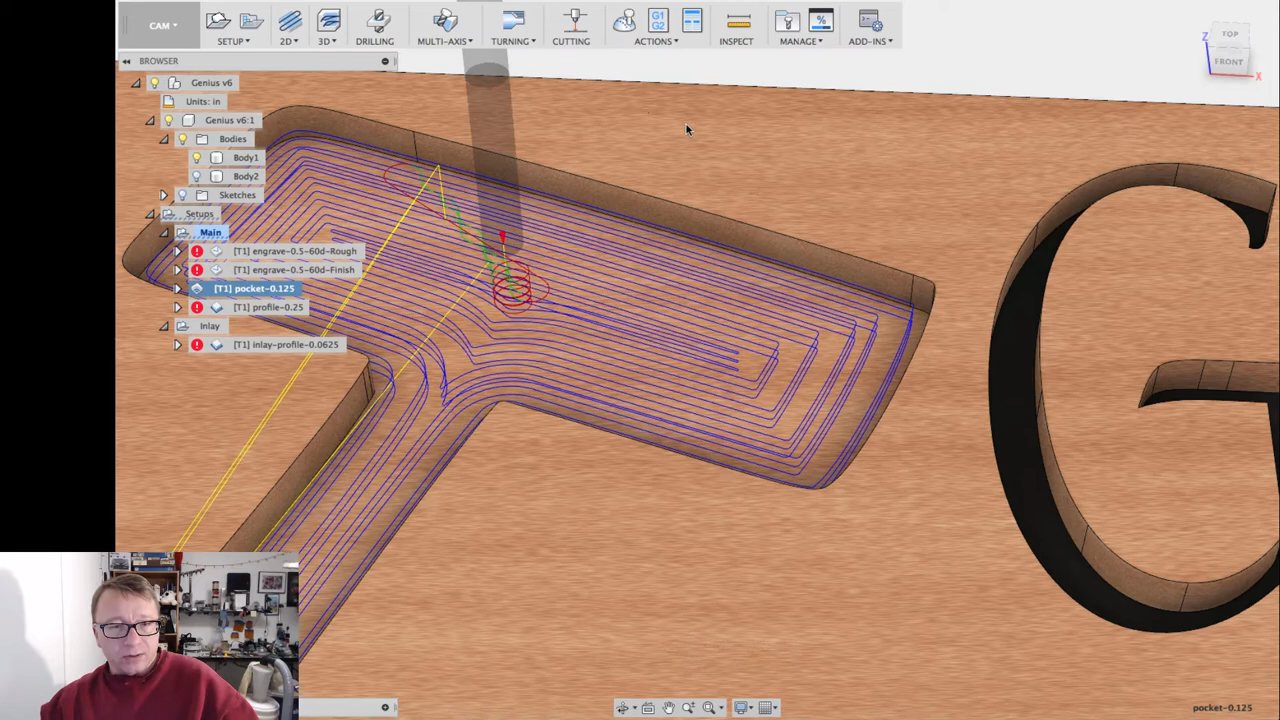 CAM
SETUP
2D
3D
DRILLING
MULTI-AXIS
TURNING
CUTTING
G1
G2
ACTIONS
INSPECT
%
MANAGE
ADD-INS
TOP
FRONT
Z
X
BROWSER
Genius v6
Units: in
Genius v6:1
Bodies
Body1
Body2
Sketches
Setups
Main
[T1] engrave-0.5-60d-Rough
[T1] engrave-0.5-60d-Finish
[T1] pocket-0.125
[T1] profile-0.25
Inlay
[T1] inlay-profile-0.0625
G
pocket-0.125